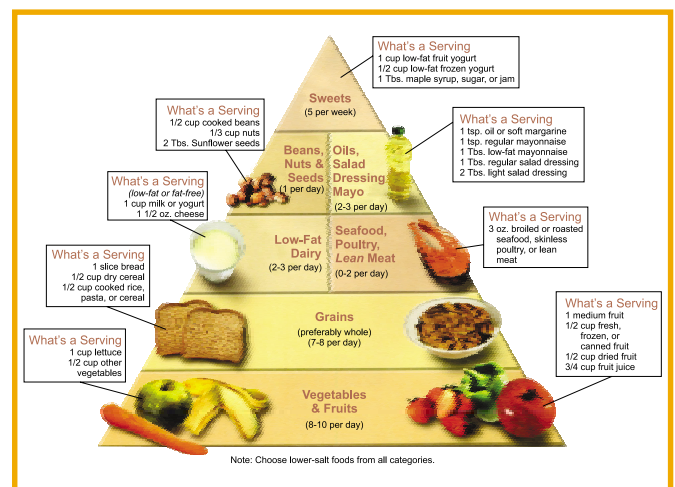 What's a Serving
1 cup low-fat fruit yogurt
1/2 cup low-fat frozen yogurt
1 Tbs. maple syrup, sugar, or jam
Sweets
(5 per week)
What's a Serving
1/2 cup cooked beans
1/3 cup nuts
2 Tbs. Sunflower seeds
What's a Serving
1 tsp. oil or soft margarine
1 tsp. regular mayonnaise
1 Tbs. low-fat mayonnaise
1 Tbs. regular salad dressing
2 Tbs. light salad dressing
Beans,
Nuts &
Seeds
(1 per day)
Oils,
Salad
Dressing,
Mayo
(2-3 per day)
What's a Serving
(low-fat or fat-free)
1 cup milk or yogurt
1 1/2 oz. cheese
Low-Fat
Dairy
(2-3 per day)
Seafood,
Poultry,
Lean Meat
(0-2 per day)
What's a Serving
3 oz. broiled or roasted
seafood, skinless
poultry, or lean
meat
What's a Serving
1 slice bread
1/2 cup dry cereal
1/2 cup cooked rice,
pasta, or cereal
Grains
(preferably whole)
(7-8 per day)
What's a Serving
1 medium fruit
1/2 cup fresh,
frozen, or
canned fruit
1/2 cup dried fruit
3/4 cup fruit juice
What's a Serving
1 cup lettuce
1/2 cup other
vegetables
Vegetables
& Fruits
(8-10 per day)
Note: Choose lower-salt foods from all categories.